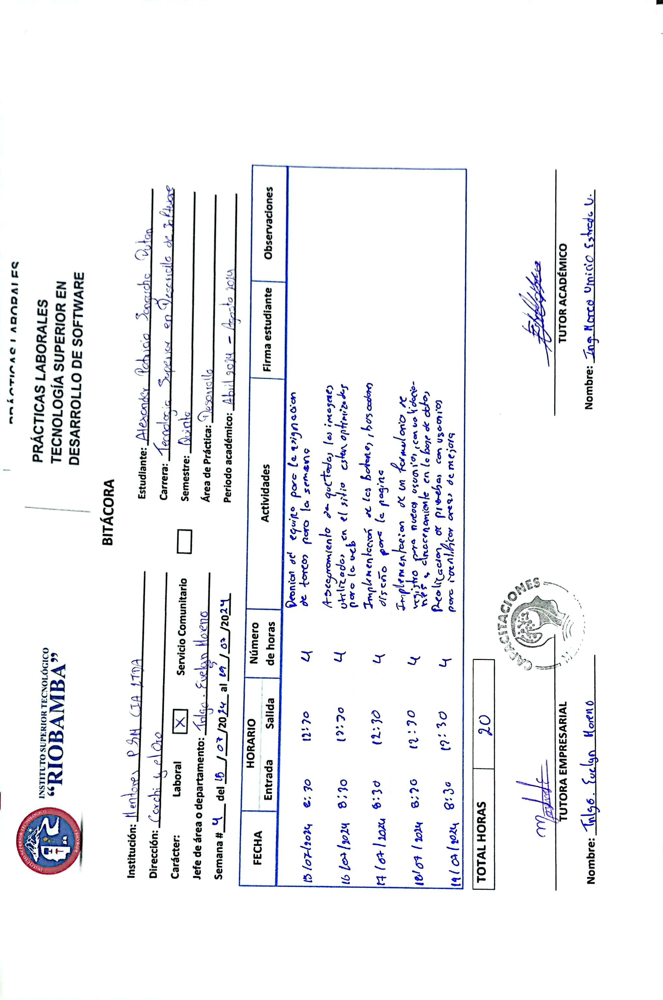 INSTITUTO SUPERIOR TECNOLÓGICO
“RIOBAMBA”
PRÁCTICAS LABORALES
PRÁCTICAS LABORALES
TECNOLOGÍA SUPERIOR EN
DESARROLLO DE SOFTWARE
BITÁCORA
Institución: Mentores PSM CIA LTDA
Dirección: Carchi y el Oro
Carácter: Laboral X Servicio Comunitario
Jefe de área o departamento: Tnlga. Evelyn Moreno
Semana # 4 del 15 / 07 /2024 al 19 / 07 /2024
Estudiante: Alexander Patricio Sanaycho Dutan
Carrera: Tecnologia Superior en Desarrollo de Software
Semestre: Quinto
Área de Práctica: Desarrollo
Periodo académico: Abril 2024 - Agosto 2024
FECHA HORARIO Número de horas Actividades Firma estudiante Observaciones
Entrada Salida
15/07/2024 8:30 12:30 4 Reunion del equipo para la asignacion
de tareas para la semana
16/07/2024 8:30 12:30 4 Aseguramiento de que todas las imagenes
utilizadas en el sitio esten optimizadas
para la web
17/07/2024 8:30 12:30 4 Implementación de los botones, buscadores
diseño para la pagina
18/07/2024 8:30 12:30 4 Implementacion de un formulario de
registro para nuevos usuarios, con validacio-
nes y almacenamiento en la base de datos
19/07/2024 8:30 12:30 4 Realizacion de pruebas con usuarios
para identificar areas de mejora
TOTAL HORAS 20
CAPACITACIONES
TUTORA EMPRESARIAL
Nombre: Tnlga. Evelyn Moreno
TUTOR ACADÉMICO
Nombre: Ing. Marco Vinicio Estrada V.